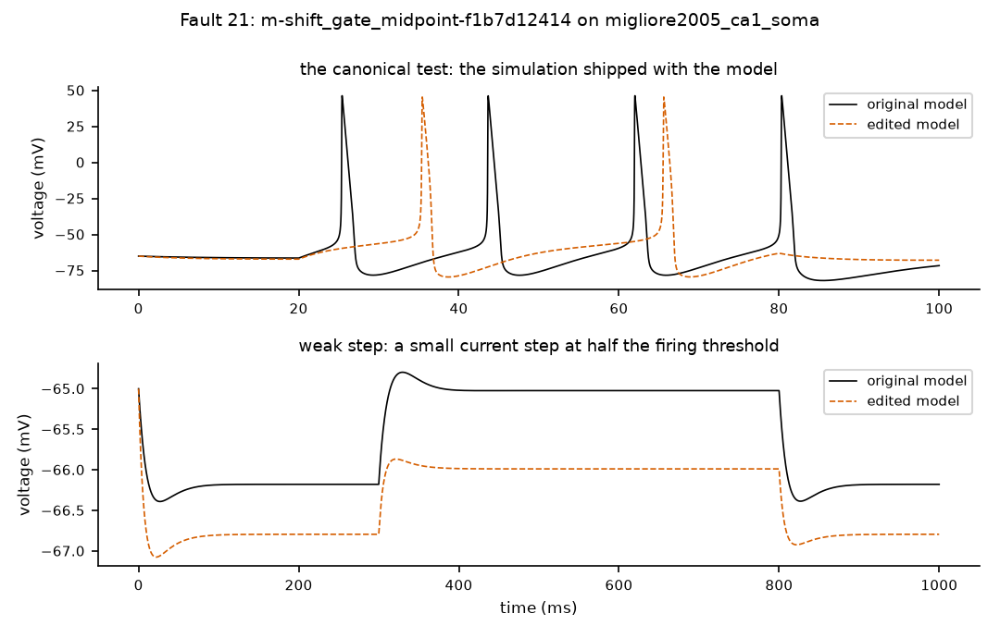 Fault 21: m-shift_gate_midpoint-f1b7d12414 on migliore2005_ca1_soma
the canonical test: the simulation shipped with the model
voltage (mV)
50
25
0
−25
−50
−75
original model
edited model
0
20
40
60
80
100
weak step: a small current step at half the firing threshold
voltage (mV)
−65.0
−65.5
−66.0
−66.5
−67.0
original model
edited model
0
200
400
600
800
1000
time (ms)